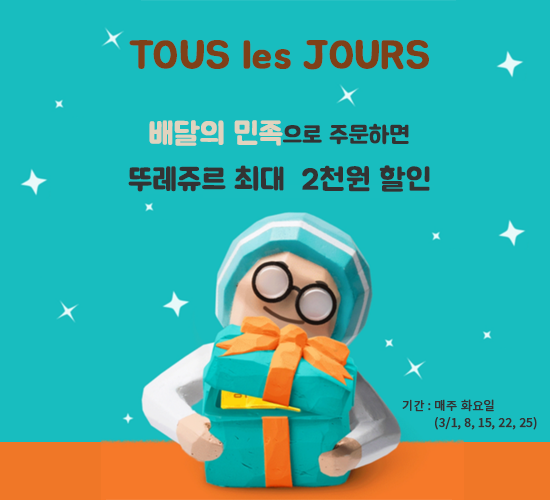 TOUS les JOURS
배달의 민족으로 주문하면
뚜레쥬르 최대 2천원 할인
기간 : 매주 화요일
(3/1, 8, 15, 22, 25)